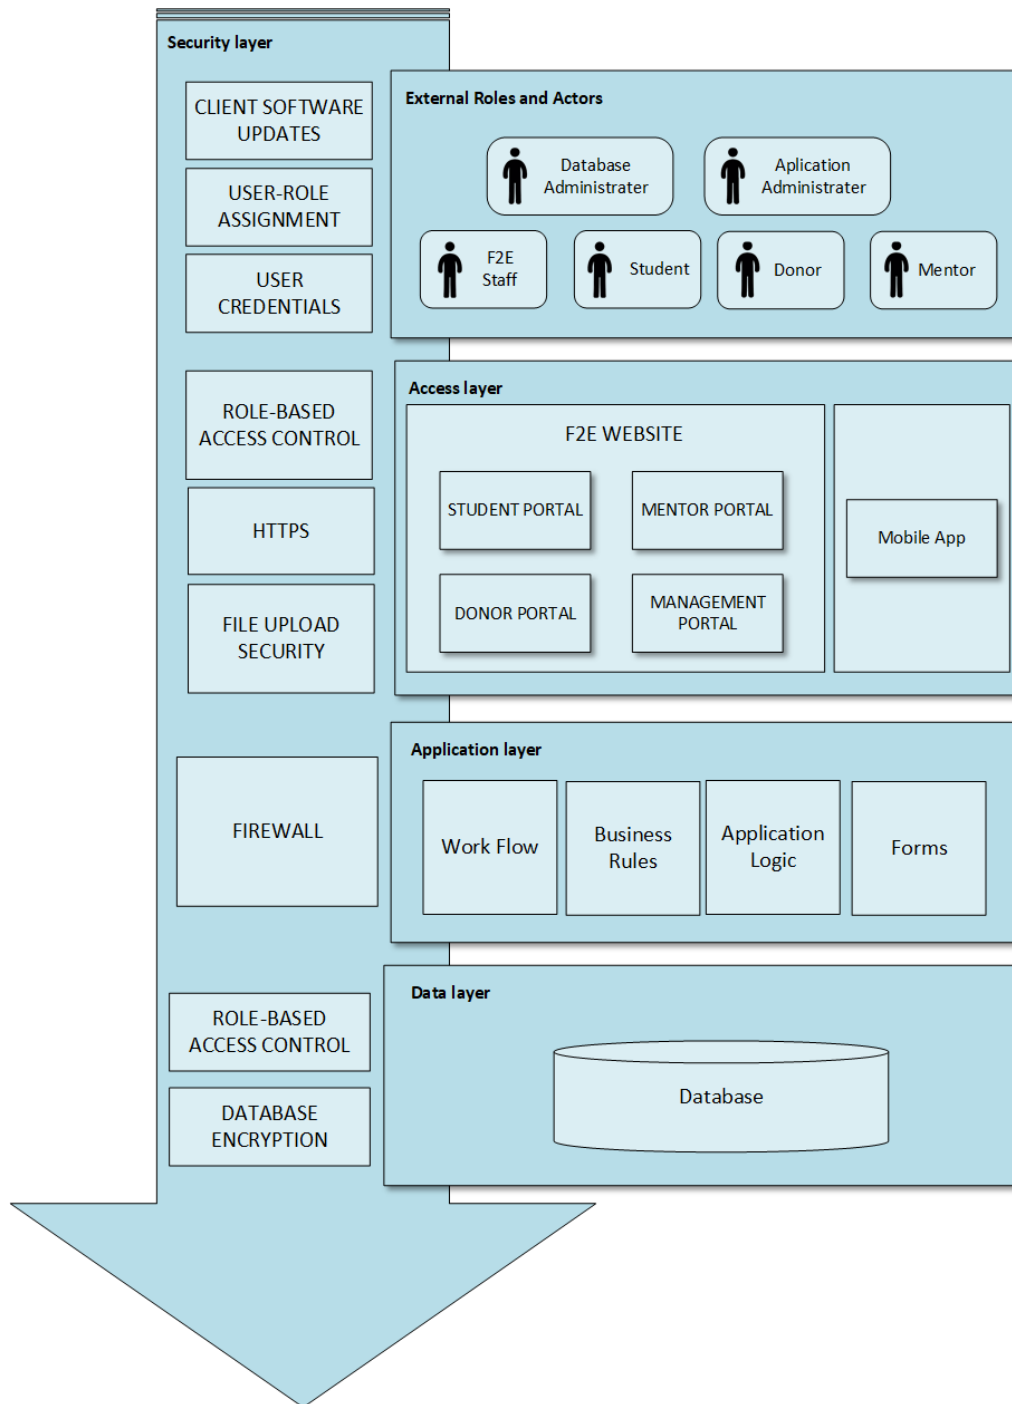 Security layer
CLIENT SOFTWARE
UPDATES
USER-ROLE
ASSIGNMENT
USER
CREDENTIALS
External Roles and Actors
Database
Administrater
Aplication
Administrater
F2E
Staff
Student
Donor
Mentor
ROLE-BASED
ACCESS CONTROL
HTTPS
FILE UPLOAD
SECURITY
Access layer
F2E WEBSITE
STUDENT PORTAL
MENTOR PORTAL
DONOR PORTAL
MANAGEMENT
PORTAL
Mobile App
FIREWALL
Application layer
Work Flow
Business
Rules
Application
Logic
Forms
ROLE-BASED
ACCESS CONTROL
DATABASE
ENCRYPTION
Data layer
Database